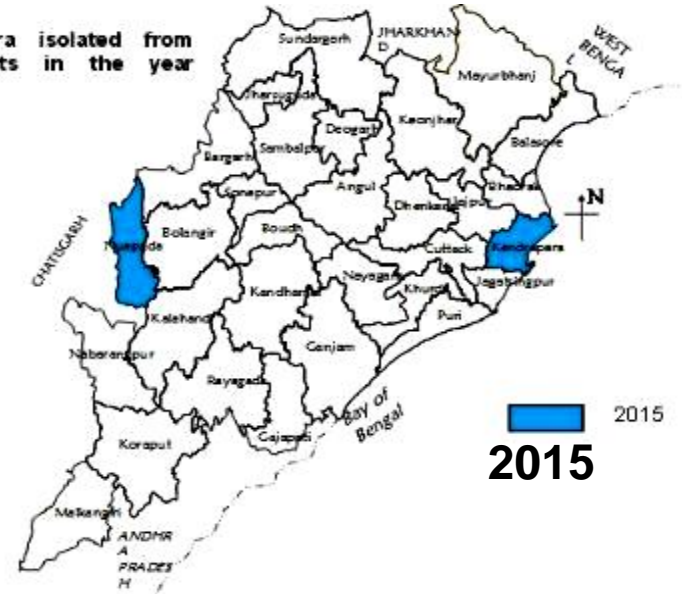 ra isolated from
ts in the year
Sundargarh
JHARKHAN
D
WEST
BENGA
L
Mayurbhanj
Jharsuguda
Keonjhar
Deogarh
Sambalpur
Balasore
Bargarh
Bhadrak
Sonapur
Angul
Dhenkanal
Jajpur
N
CHATISGARH
Nuapada
Bolangir
Boudh
Cuttack
Kendrapara
Nayagarh
Jagatsingpur
Kandhamal
Khurda
Kalahandi
Puri
Nabarangpur
Ganjam
Rayagada
Bay of
Bengal
2015
Gajapati
Koraput
2015
Malkangiri
ANDHR
A
PRADES
H